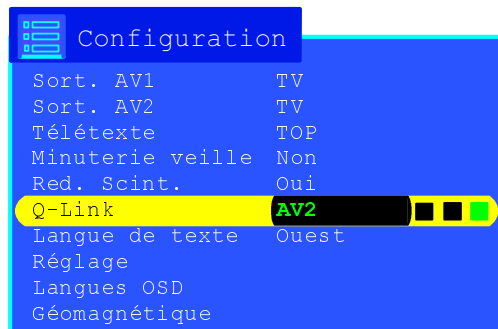 Configuration
Sort. AV1 TV
Sort. AV2 TV
Télétexte TOP
Minuterie veille Non
Red. Scint. Oui
Q-Link AV2
Langue de texte Ouest
Réglage
Langues OSD
Géomagnétique